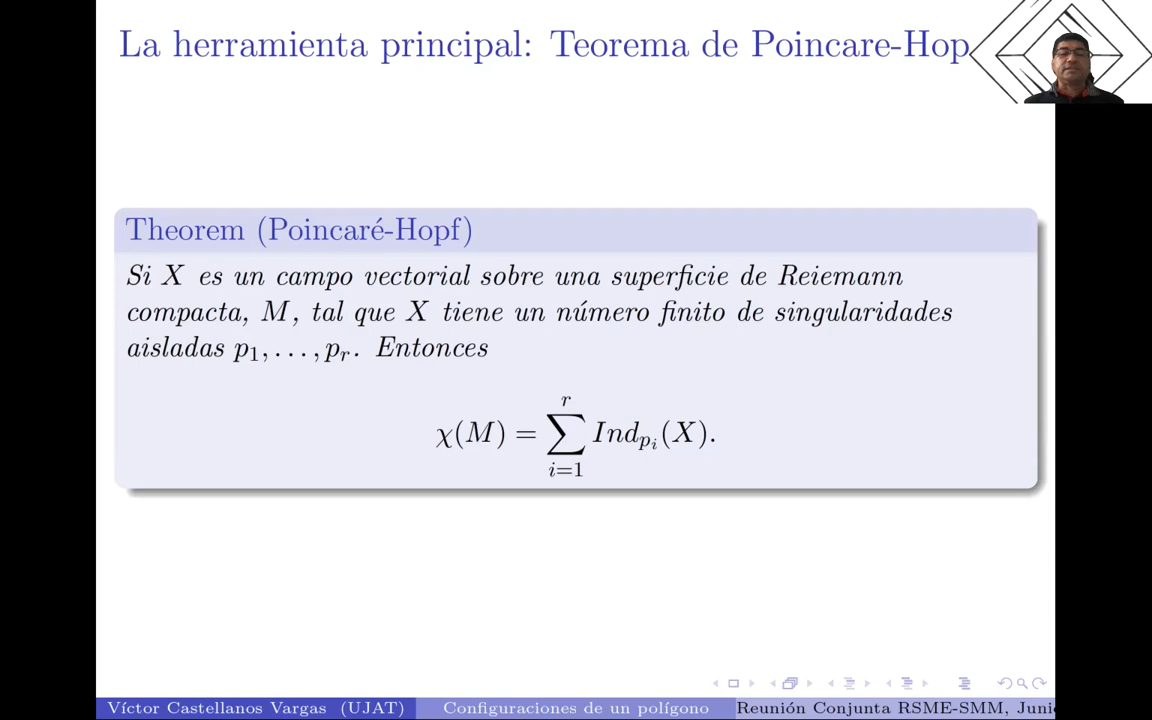 La herramienta principal: Teorema de Poincare-Hop
Theorem (Poincaré-Hopf)
Si X es un campo vectorial sobre una superficie de Reiemann
compacta, M, tal que X tiene un número finito de singularidades
aisladas p₁, . . . , pᵣ. Entonces
χ(M) = ∑_{i=1}^{r} Ind_{p_i}(X).
Víctor Castellanos Vargas (UJAT) Configuraciones de un polígono Reunión Conjunta RSME-SMM, Juni